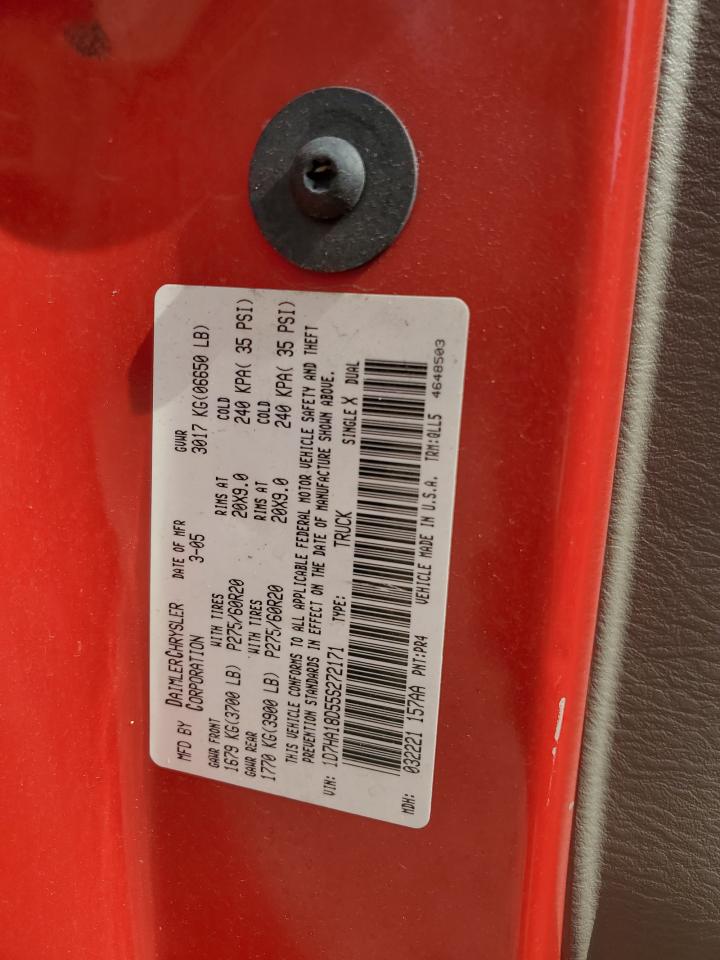 MFD BY DAIMLERCHRYSLER CORPORATION DATE OF MFR 3-05 GVWR 3017 KG(06650 LB)
GAWR FRONT WITH TIRES RIMS AT COLD
1679 KG(3700 LB) P275/60R20 20X9.0 240 KPA( 35 PSI)
GAWR REAR WITH TIRES RIMS AT COLD
1770 KG(3900 LB) P275/60R20 20X9.0 240 KPA( 35 PSI)
THIS VEHICLE CONFORMS TO ALL APPLICABLE FEDERAL MOTOR VEHICLE SAFETY AND THEFT
PREVENTION STANDARDS IN EFFECT ON THE DATE OF MANUFACTURE SHOWN ABOVE.
VIN: 1D7HA18D55S272171 TYPE: TRUCK SINGLE X DUAL
MDH: 032221 157AA PNT:PR4 VEHICLE MADE IN U.S.A. TRM:QLL5 4648503